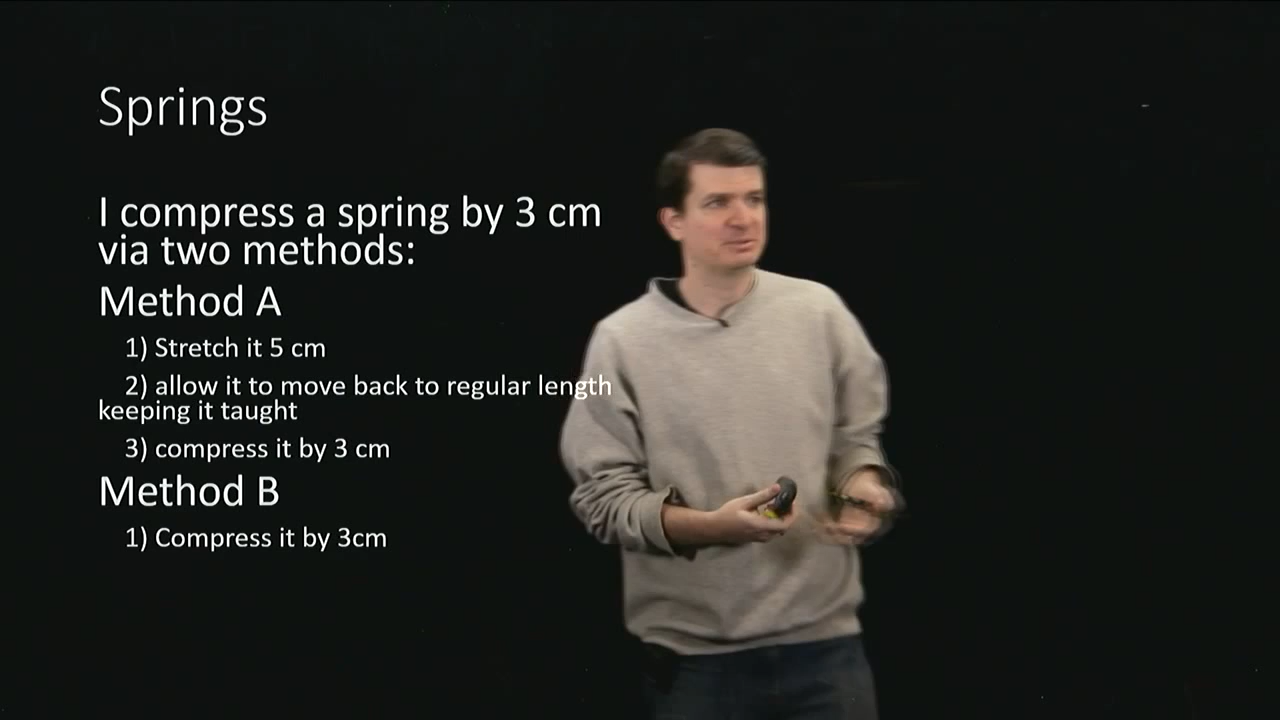 Springs
I compress a spring by 3 cm
via two methods:
Method A
1) Stretch it 5 cm
2) allow it to move back to regular length
keeping it taught
3) compress it by 3 cm
Method B
1) Compress it by 3cm